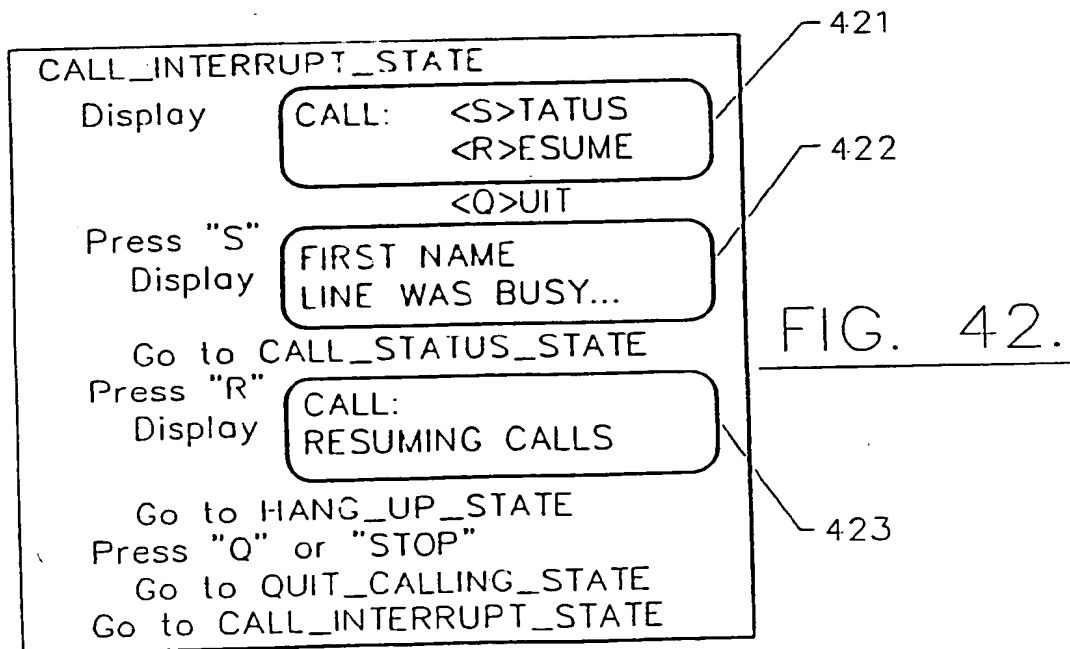 CALL_INTERRUPT_STATE
421
Display CALL: <S>TATUS
<R>ESUME
422
<Q>UIT
Press "S"
Display FIRST NAME
LINE WAS BUSY...
Go to CALL_STATUS_STATE
FIG. 42.
Press "R"
Display CALL:
RESUMING CALLS
Go to HANG_UP_STATE
423
Press "Q" or "STOP"
Go to QUIT_CALLING_STATE
Go to CALL_INTERRUPT_STATE